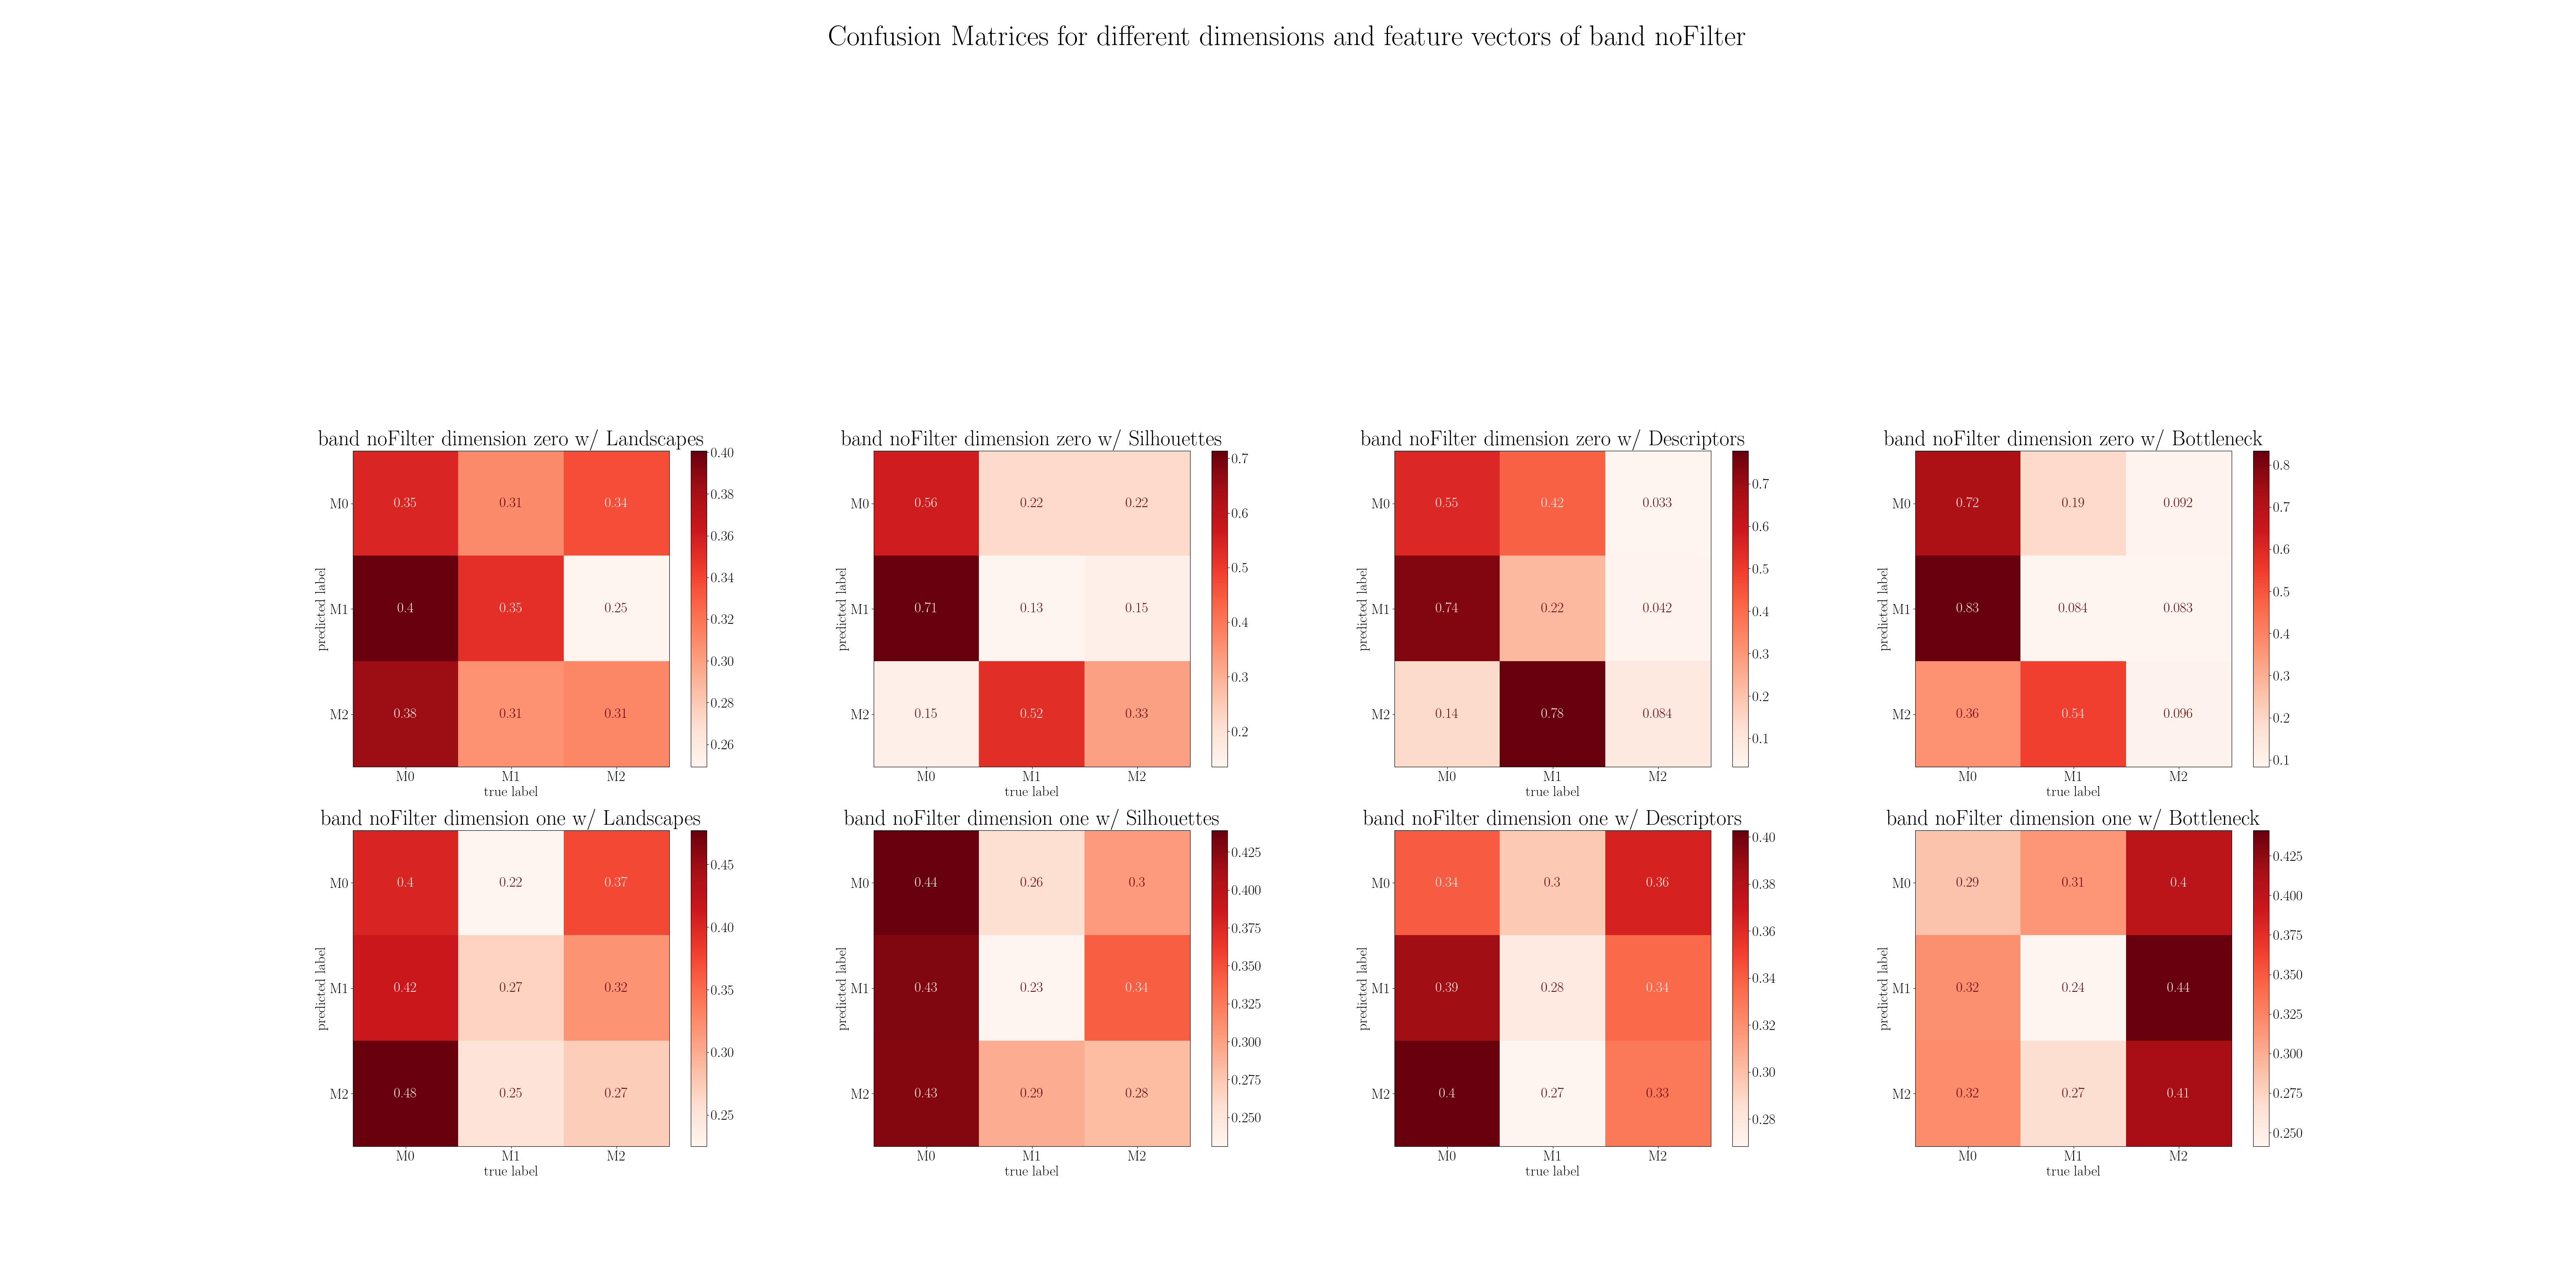 Confusion Matrices for different dimensions and feature vectors of band noFilter
band noFilter dimension zero w/ Landscapes
predicted label
M0 0.35 0.31 0.34
M1 0.4 0.35 0.25
M2 0.38 0.31 0.31
M0 M1 M2
true label
0.40
0.38
0.36
0.34
0.32
0.30
0.28
0.26
band noFilter dimension zero w/ Silhouettes
predicted label
M0 0.56 0.22 0.22
M1 0.71 0.13 0.15
M2 0.15 0.52 0.33
M0 M1 M2
true label
0.7
0.6
0.5
0.4
0.3
0.2
band noFilter dimension zero w/ Descriptors
predicted label
M0 0.55 0.42 0.033
M1 0.74 0.22 0.042
M2 0.14 0.78 0.084
M0 M1 M2
true label
0.7
0.6
0.5
0.4
0.3
0.2
0.1
band noFilter dimension zero w/ Bottleneck
predicted label
M0 0.72 0.19 0.092
M1 0.83 0.084 0.083
M2 0.36 0.54 0.096
M0 M1 M2
true label
0.8
0.7
0.6
0.5
0.4
0.3
0.2
0.1
band noFilter dimension one w/ Landscapes
predicted label
M0 0.4 0.22 0.37
M1 0.42 0.27 0.32
M2 0.48 0.25 0.27
M0 M1 M2
true label
0.45
0.40
0.35
0.30
0.25
band noFilter dimension one w/ Silhouettes
predicted label
M0 0.44 0.26 0.3
M1 0.43 0.23 0.34
M2 0.43 0.29 0.28
M0 M1 M2
true label
0.425
0.400
0.375
0.350
0.325
0.300
0.275
0.250
band noFilter dimension one w/ Descriptors
predicted label
M0 0.34 0.3 0.36
M1 0.39 0.28 0.34
M2 0.4 0.27 0.33
M0 M1 M2
true label
0.40
0.38
0.36
0.34
0.32
0.30
0.28
band noFilter dimension one w/ Bottleneck
predicted label
M0 0.29 0.31 0.4
M1 0.32 0.24 0.44
M2 0.32 0.27 0.41
M0 M1 M2
true label
0.425
0.400
0.375
0.350
0.325
0.300
0.275
0.250